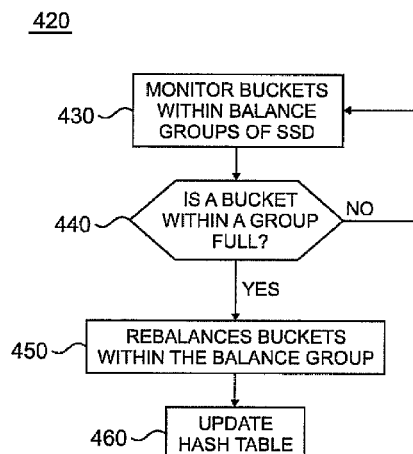 420
430
MONITOR BUCKETS
WITHIN BALANCE
GROUPS OF SSD
440
IS A BUCKET
WITHIN A GROUP
FULL?
NO
YES
450
REBALANCES BUCKETS
WITHIN THE BALANCE GROUP
460
UPDATE
HASH TABLE